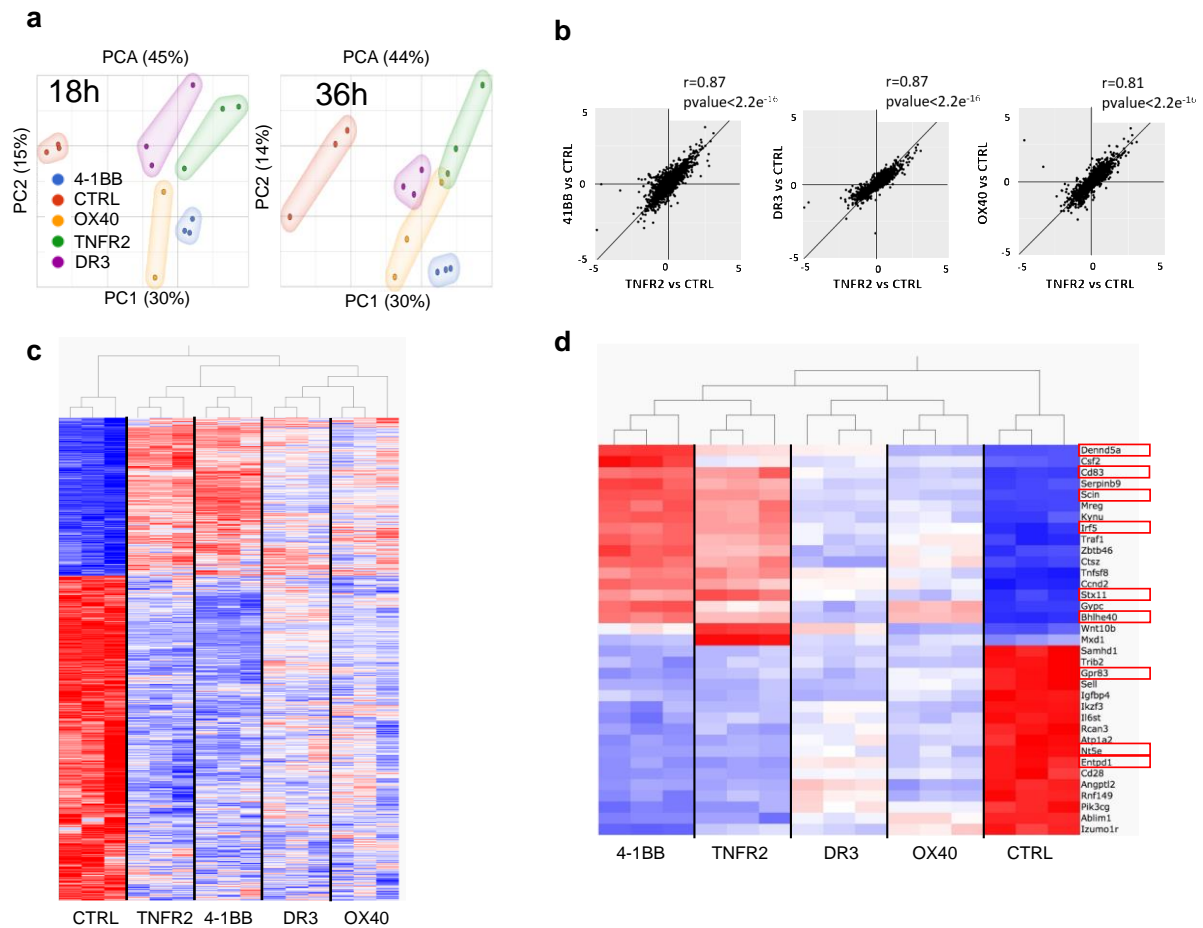 a
PCA (45%)
18h
PC2 (15%)
4-1BB
CTRL
OX40
TNFR2
DR3
PC1 (30%)
PCA (44%)
36h
PC2 (14%)
PC1 (30%)
b
r=0.87
pvalue<2.2e⁻¹⁶
5
0
-5
41BB vs CTRL
-5 0 5
TNFR2 vs CTRL
r=0.87
pvalue<2.2e⁻¹⁶
5
0
-5
DR3 vs CTRL
-5 0 5
TNFR2 vs CTRL
r=0.81
pvalue<2.2e⁻¹⁶
5
0
-5
OX40 vs CTRL
-5 0 5
TNFR2 vs CTRL
c
CTRL TNFR2 4-1BB DR3 OX40
d
Dennd5a
Csf2
Cd83
Serpinb9
Scin
Mreg
Kynu
Irf5
Traf1
Zbtb46
Ctsz
Tnfsf8
Ccnd2
Stx11
Gypc
Bhlhe40
Wnt10b
Mxd1
Samhd1
Trib2
Gpr83
Sell
Igfbp4
Ikzf3
Il6st
Rcan3
Atp1a2
Nt5e
Entpd1
Cd28
Angptl2
Rnf149
Pik3cg
Ablim1
Izumo1r
4-1BB TNFR2 DR3 OX40 CTRL